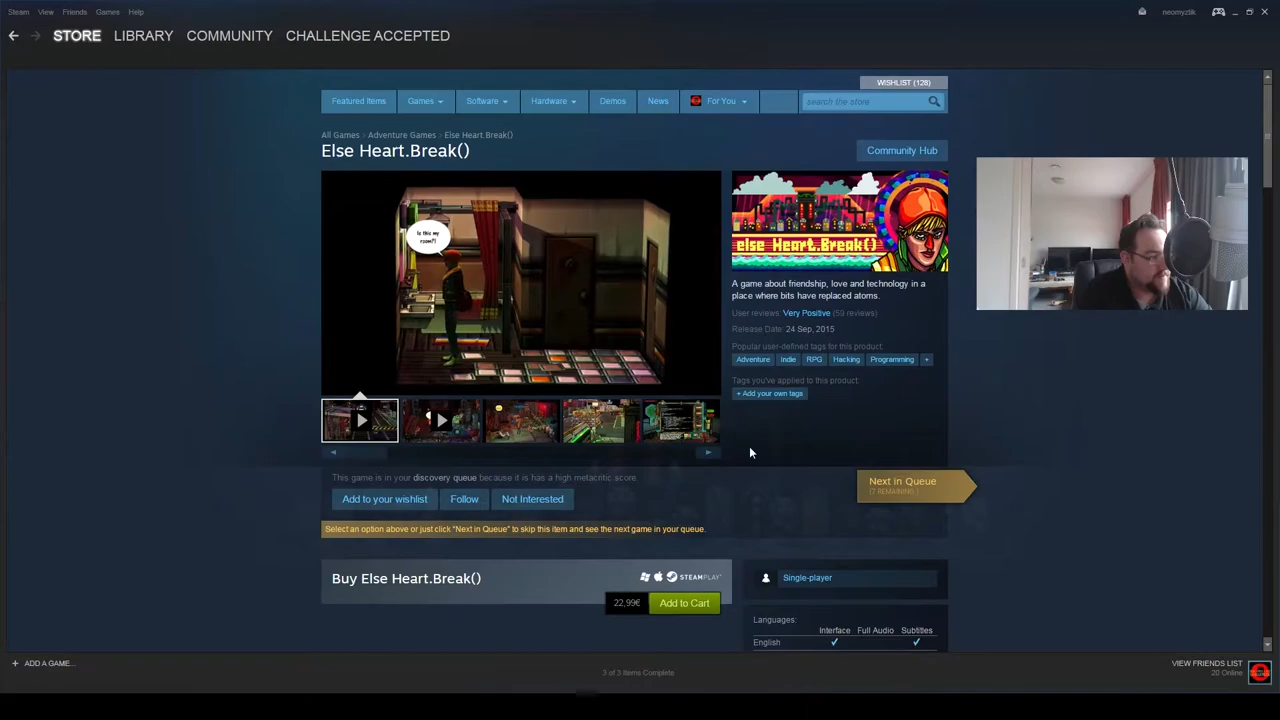 Steam View Friends Games Help
neomyztik
STORE LIBRARY COMMUNITY CHALLENGE ACCEPTED
WISHLIST (128)
Featured Items Games Software Hardware Demos News For You search the store
All Games > Adventure Games > Else Heart.Break()
Else Heart.Break()
Community Hub
Is this my
room?!
else Heart.Break()
A game about friendship, love and technology in a
place where bits have replaced atoms.
User reviews: Very Positive (59 reviews)
Release Date: 24 Sep, 2015
Popular user-defined tags for this product:
Adventure Indie RPG Hacking Programming +
Tags you've applied to this product:
+ Add your own tags
This game is in your discovery queue because it has a high metacritic score.
Add to your wishlist Follow Not Interested
Next in Queue
(7 REMAINING )
Select an option above or just click "Next in Queue" to skip this item and see the next game in your queue.
Buy Else Heart.Break()
STEAMPLAY
22,99€ Add to Cart
Single-player
Languages:
Interface Full Audio Subtitles
English
+ ADD A GAME...
3 of 3 Items Complete
VIEW FRIENDS LIST
20 Online